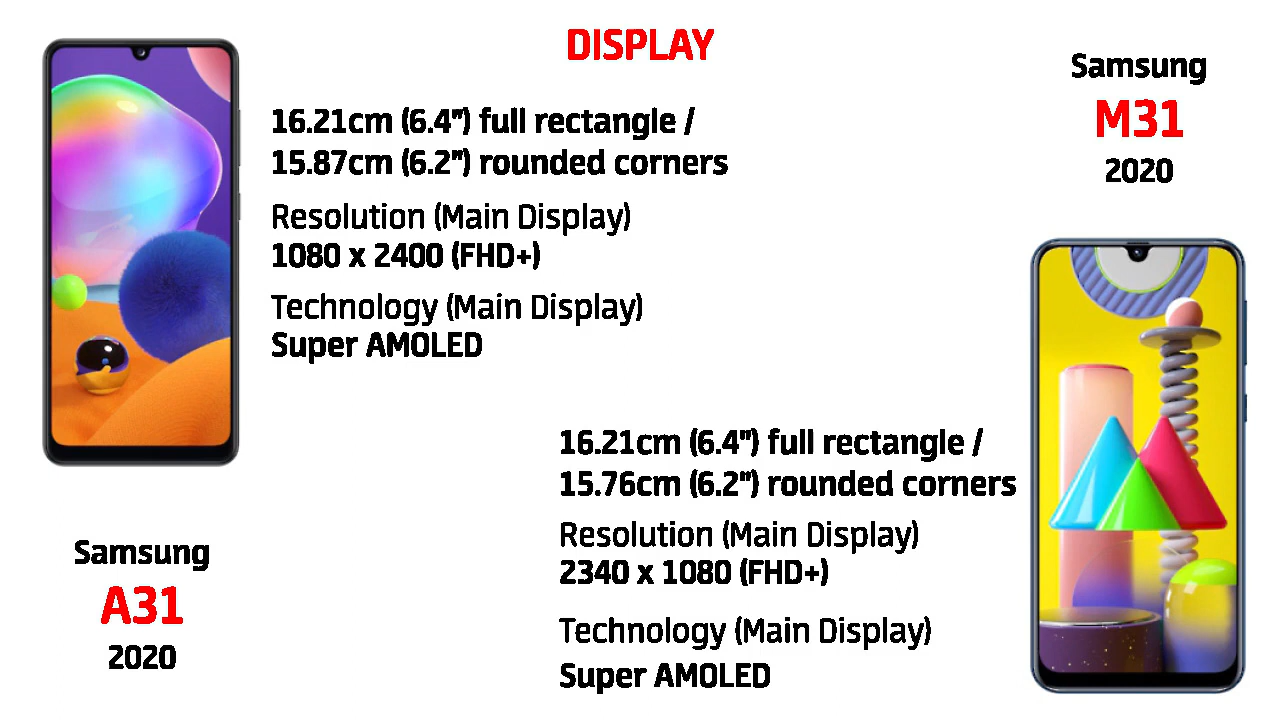 DISPLAY
16.21cm (6.4") full rectangle /
15.87cm (6.2") rounded corners
Resolution (Main Display)
1080 x 2400 (FHD+)
Technology (Main Display)
Super AMOLED
Samsung
A31
2020
Samsung
M31
2020
16.21cm (6.4") full rectangle /
15.76cm (6.2") rounded corners
Resolution (Main Display)
2340 x 1080 (FHD+)
Technology (Main Display)
Super AMOLED